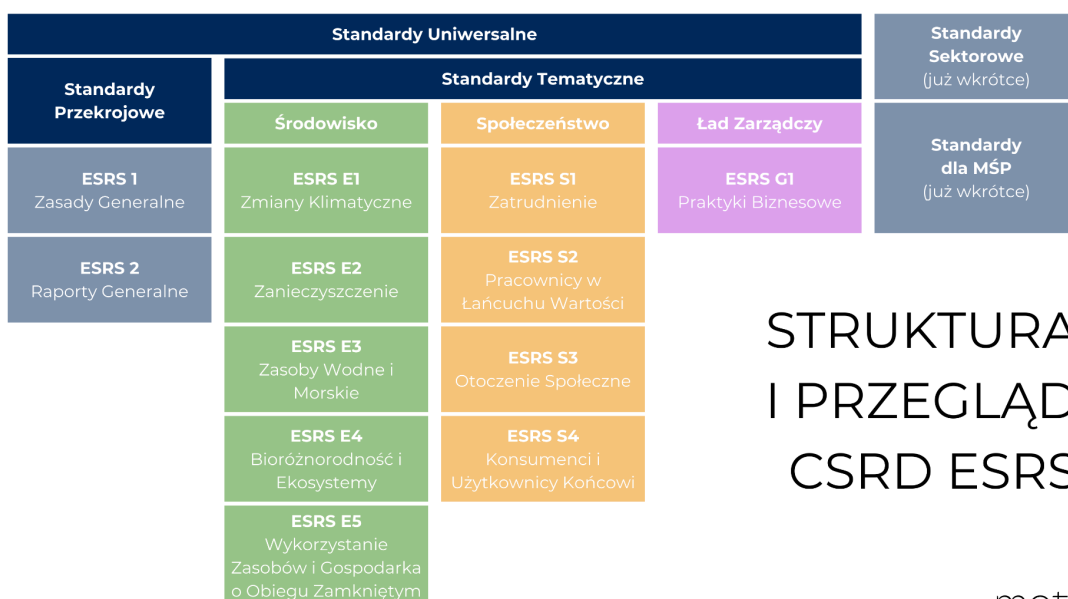 Standardy Uniwersalne
Standardy
Sektorowe
(już wkrótce)
Standardy
Przekrojowe
Standardy Tematyczne
Środowisko
Społeczeństwo
Ład Zarządczy
Standardy
dla MŚP
(już wkrótce)
ESRS 1
Zasady Generalne
ESRS E1
Zmiany Klimatyczne
ESRS S1
Zatrudnienie
ESRS G1
Praktyki Biznesowe
ESRS 2
Raporty Generalne
ESRS E2
Zanieczyszczenie
ESRS S2
Pracownicy w
Łańcuchu Wartości
ESRS E3
Zasoby Wodne i
Morskie
ESRS S3
Otoczenie Społeczne
ESRS E4
Bioróżnorodność i
Ekosystemy
ESRS S4
Konsumenci i
Użytkownicy Końcowi
ESRS E5
Wykorzystanie
Zasobów i Gospodarka
o Obiegu Zamkniętym
STRUKTURA
I PRZEGLĄD
CSRD ESRS